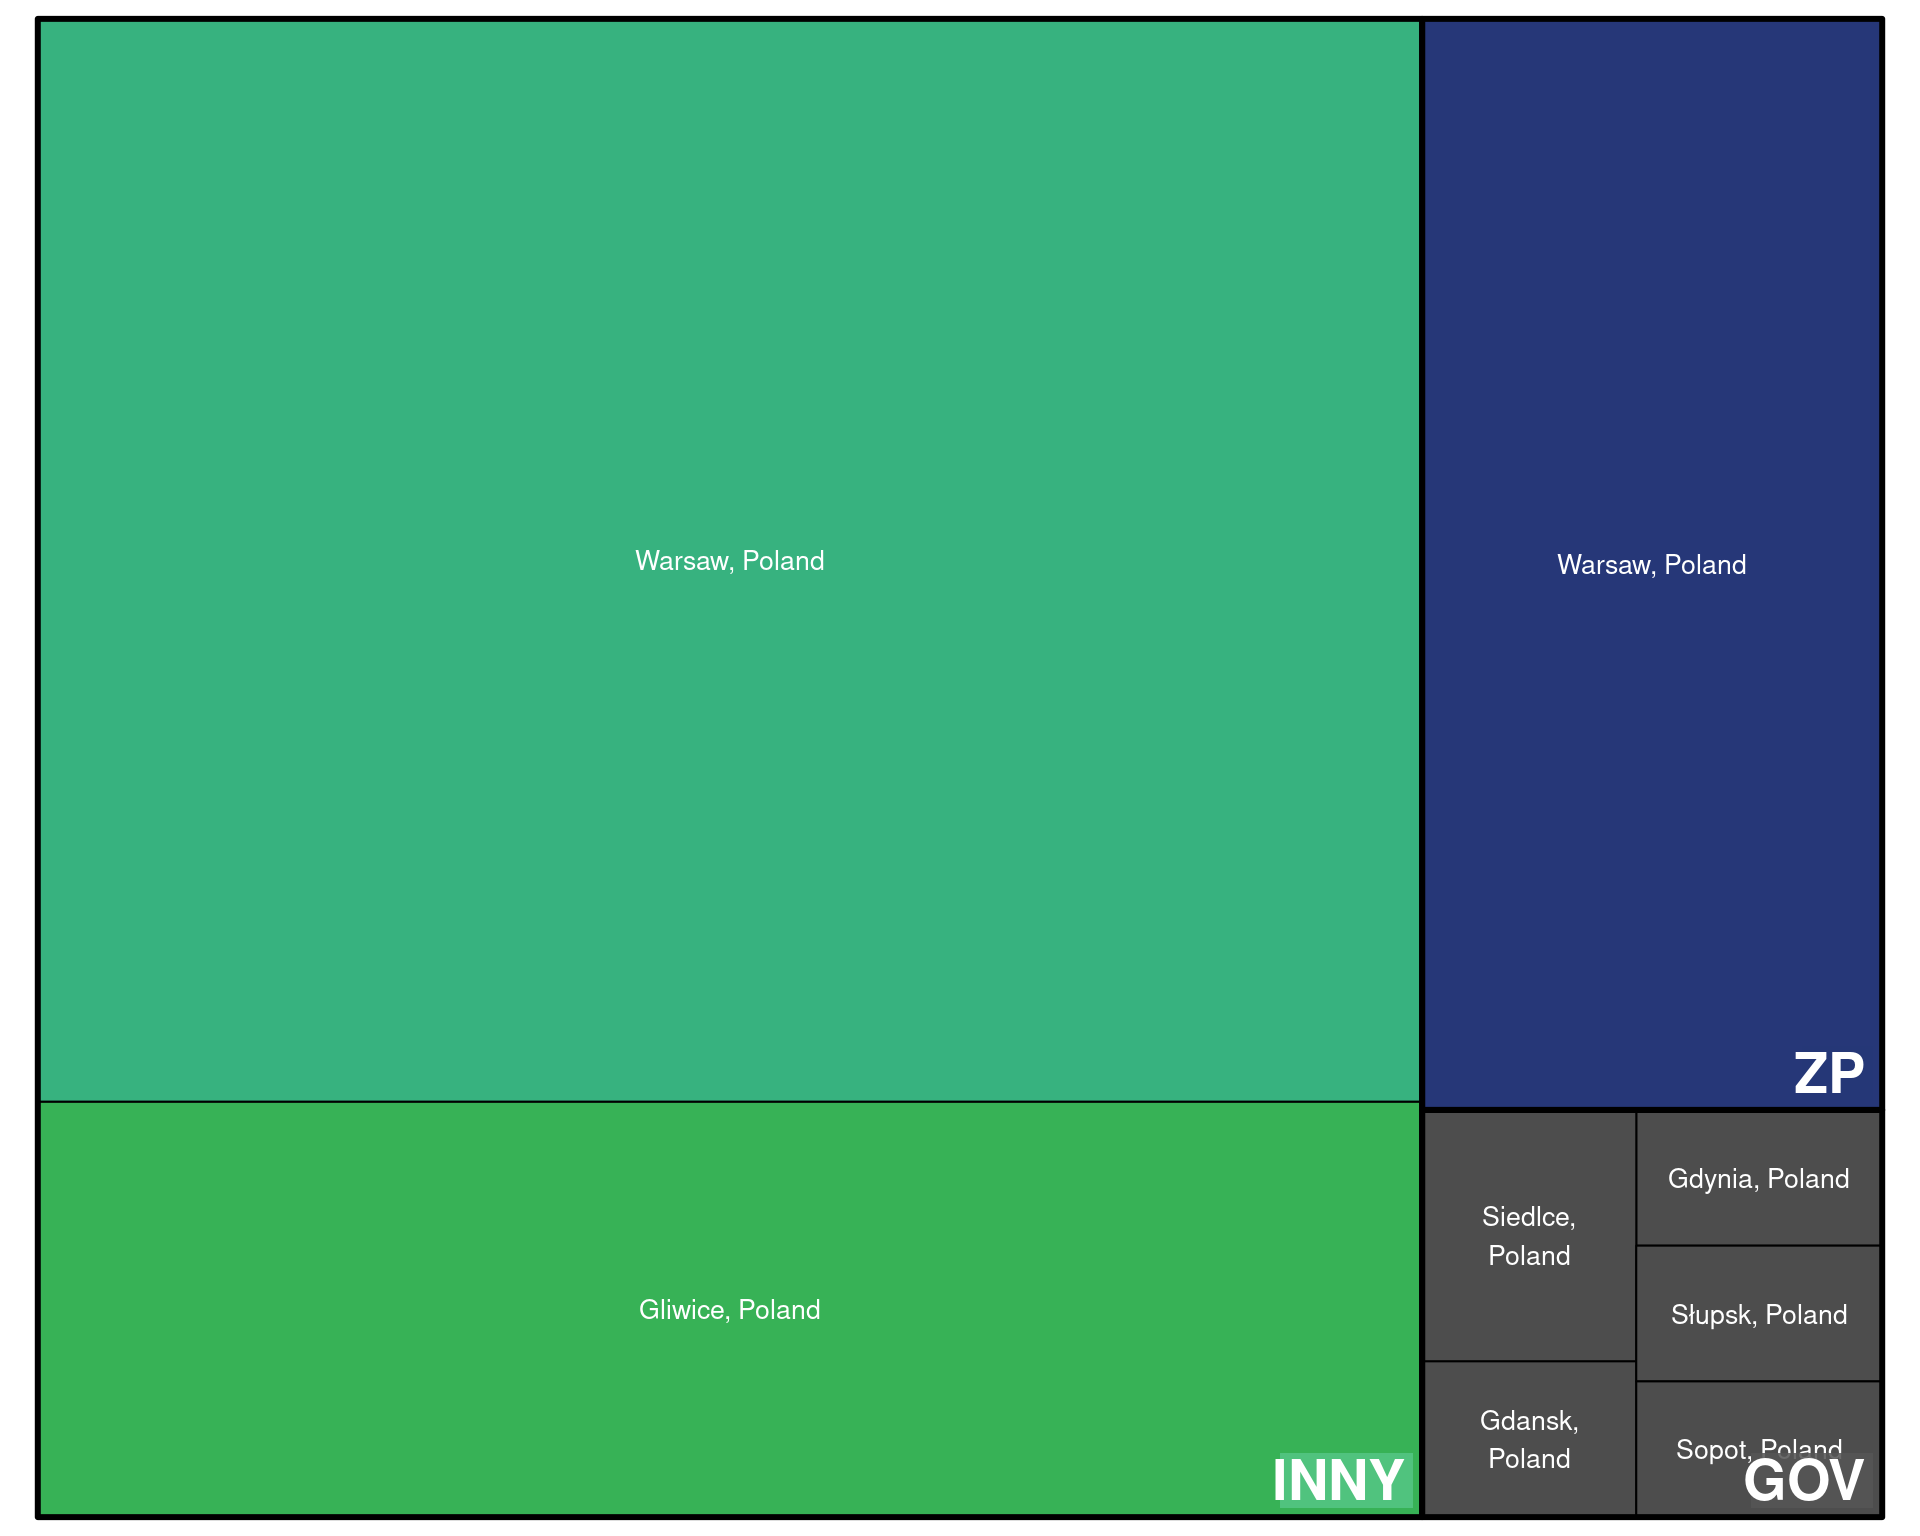 Warsaw, Poland
Gliwice, Poland
INNY
Warsaw, Poland
ZP
Siedlce,
Poland
Gdansk,
Poland
Gdynia, Poland
Słupsk, Poland
Sopot, Poland
GOV